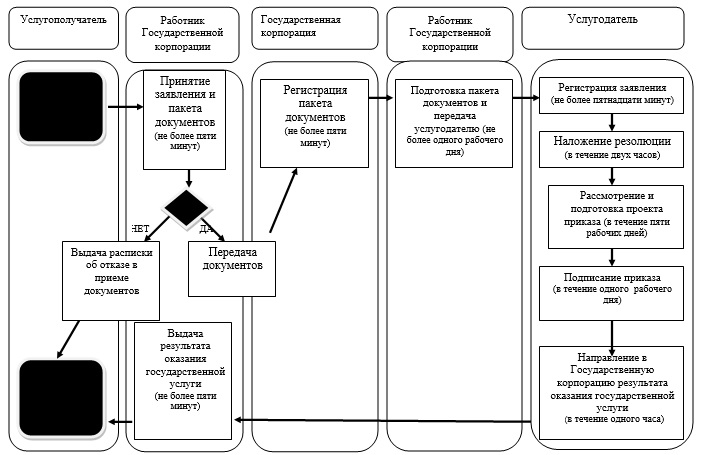 Услугополучатель
Работник
Государственной
корпорации
Государственная
корпорация
Работник
Государственной
корпорации
Услугодатель
Принятие
заявления и
пакета
документов
(не более пяти
минут)
НЕТ
ДА
Выдача расписки
об отказе в
приеме
документов
Передача
документов
Регистрация
пакета
документов
(не более пяти
минут)
Подготовка пакета
документов и
передача
услугодателю (не
более одного рабочего
дня)
Регистрация заявления
(не более пятнадцати минут)
Наложение резолюции
(в течение двух часов)
Рассмотрение и
подготовка проекта
приказа (в течение пяти
рабочих дней)
Подписание приказа
(в течение одного рабочего
дня)
Направление в
Государственную
корпорацию результата
оказания государственной
услуги
(в течение одного часа)
Выдача
результата
оказания
государственной
услуги
(не более пяти
минут)